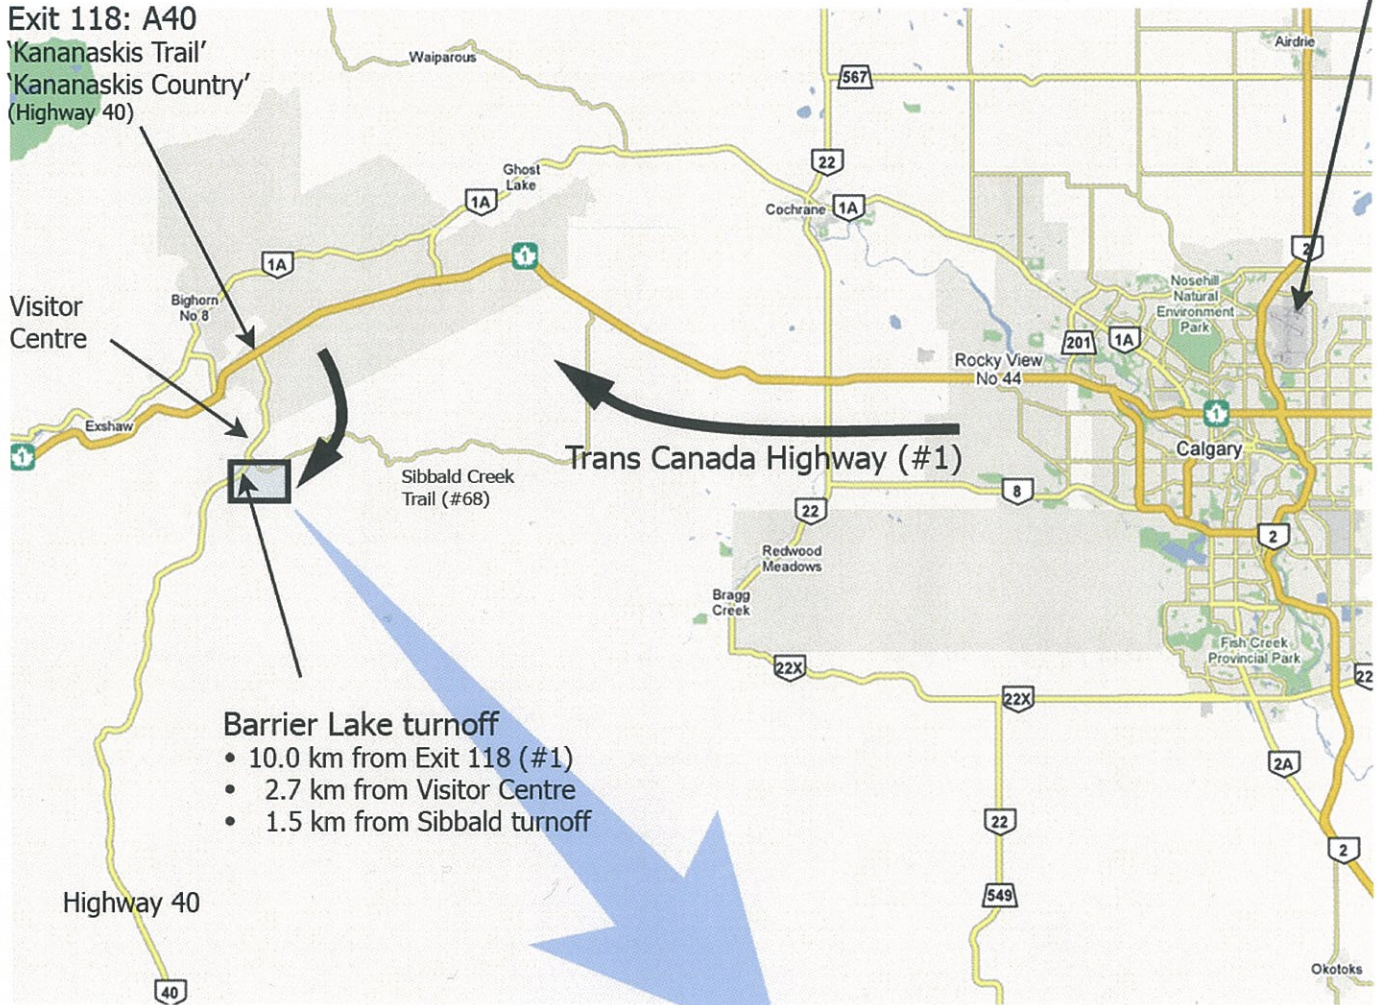 Exit 118: A40
‘Kananaskis Trail’
‘Kananaskis Country’
(Highway 40)
Waiparous
Airdrie
567
22
Ghost
Lake
1A
Cochrane
1A
2
1
1A
Bighorn
No 8
Nosehill
Natural
Environment
Park
Visitor
Centre
201
1A
Rocky View
No 44
1
Exshaw
1
Calgary
Trans Canada Highway (#1)
Sibbald Creek
Trail (#68)
8
22
2
Redwood
Meadows
Bragg
Creek
Fish Creek
Provincial Park
22X
22
22X
Barrier Lake turnoff
• 10.0 km from Exit 118 (#1)
• 2.7 km from Visitor Centre
• 1.5 km from Sibbald turnoff
2A
22
2
549
Highway 40
40
Okotoks